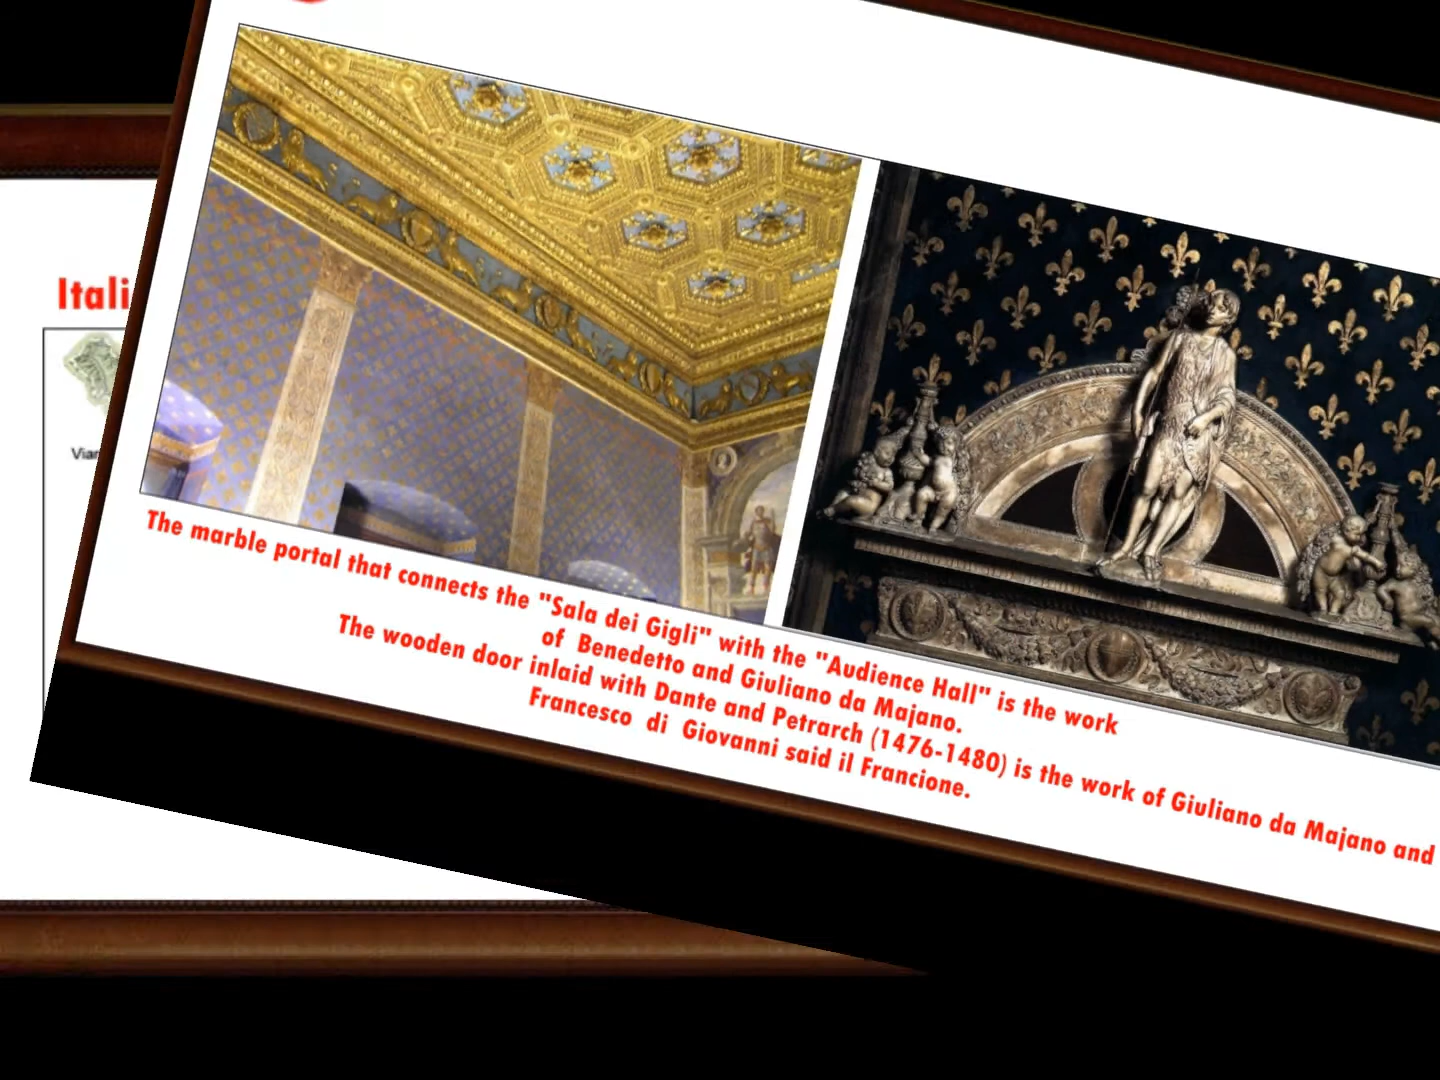 Itali
Vian
The marble portal that connects the "Sala dei Gigli" with the "Audience Hall" is the work
of Benedetto and Giuliano da Majano.
The wooden door inlaid with Dante and Petrarch (1476-1480) is the work of Giuliano da Majano and
Francesco di Giovanni said il Francione.